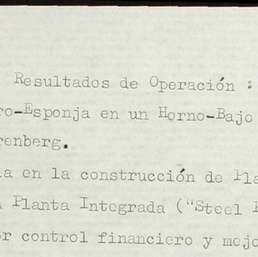 Resultados de Operación :
ro-Esponja en un Horno-Bajo
renberg.
a en la construcción de Pla
Planta Integrada ("Steel P
or control financiero y mejo